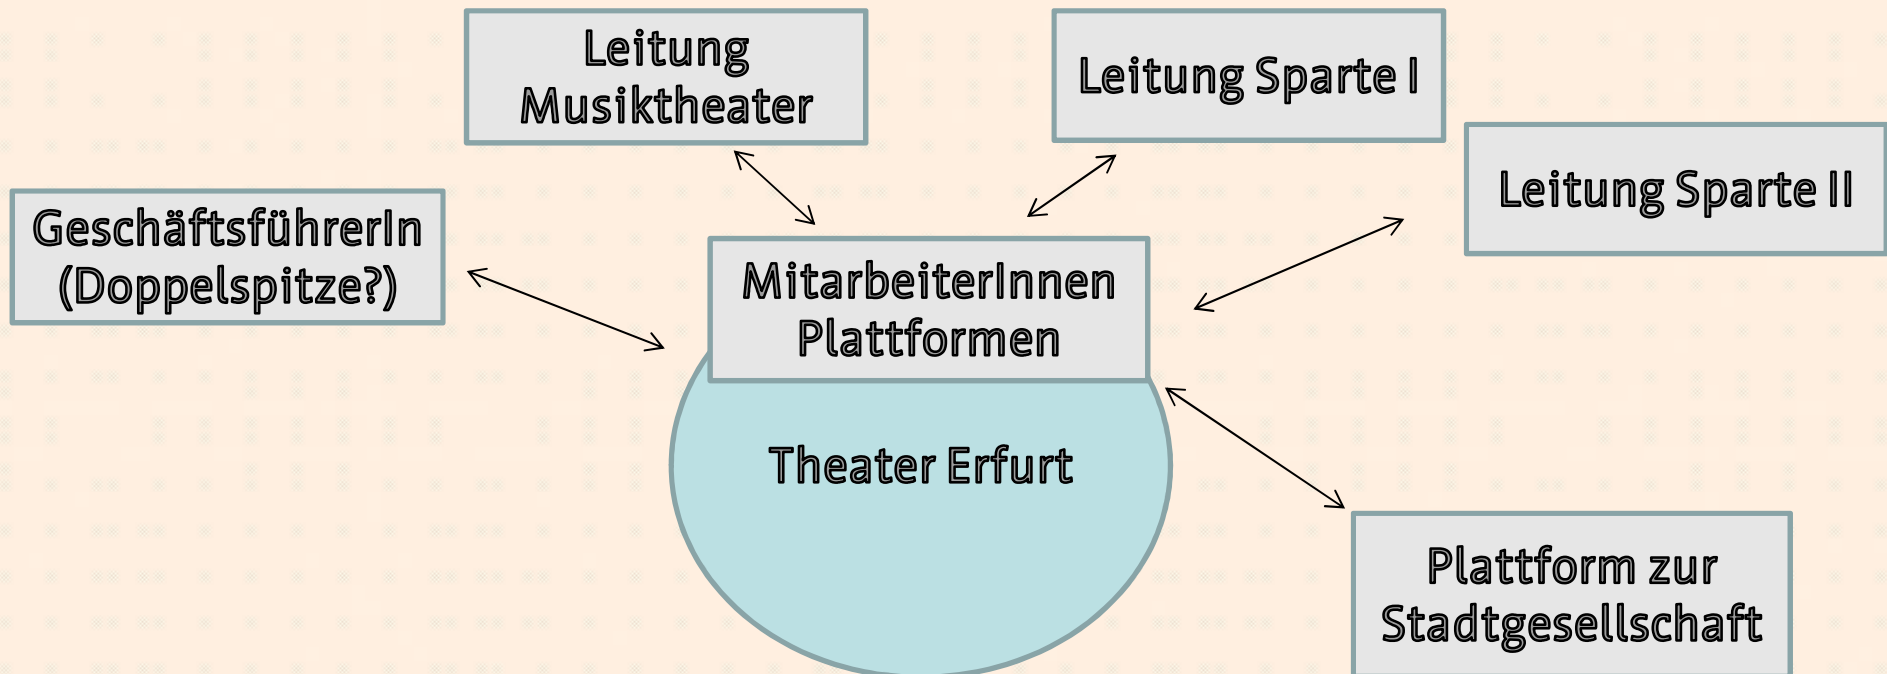 Leitung
Musiktheater
Leitung Sparte I
Leitung Sparte II
GeschäftsführerIn
(Doppelspitze?)
MitarbeiterInnen
Plattformen
Theater Erfurt
Plattform zur
Stadtgesellschaft